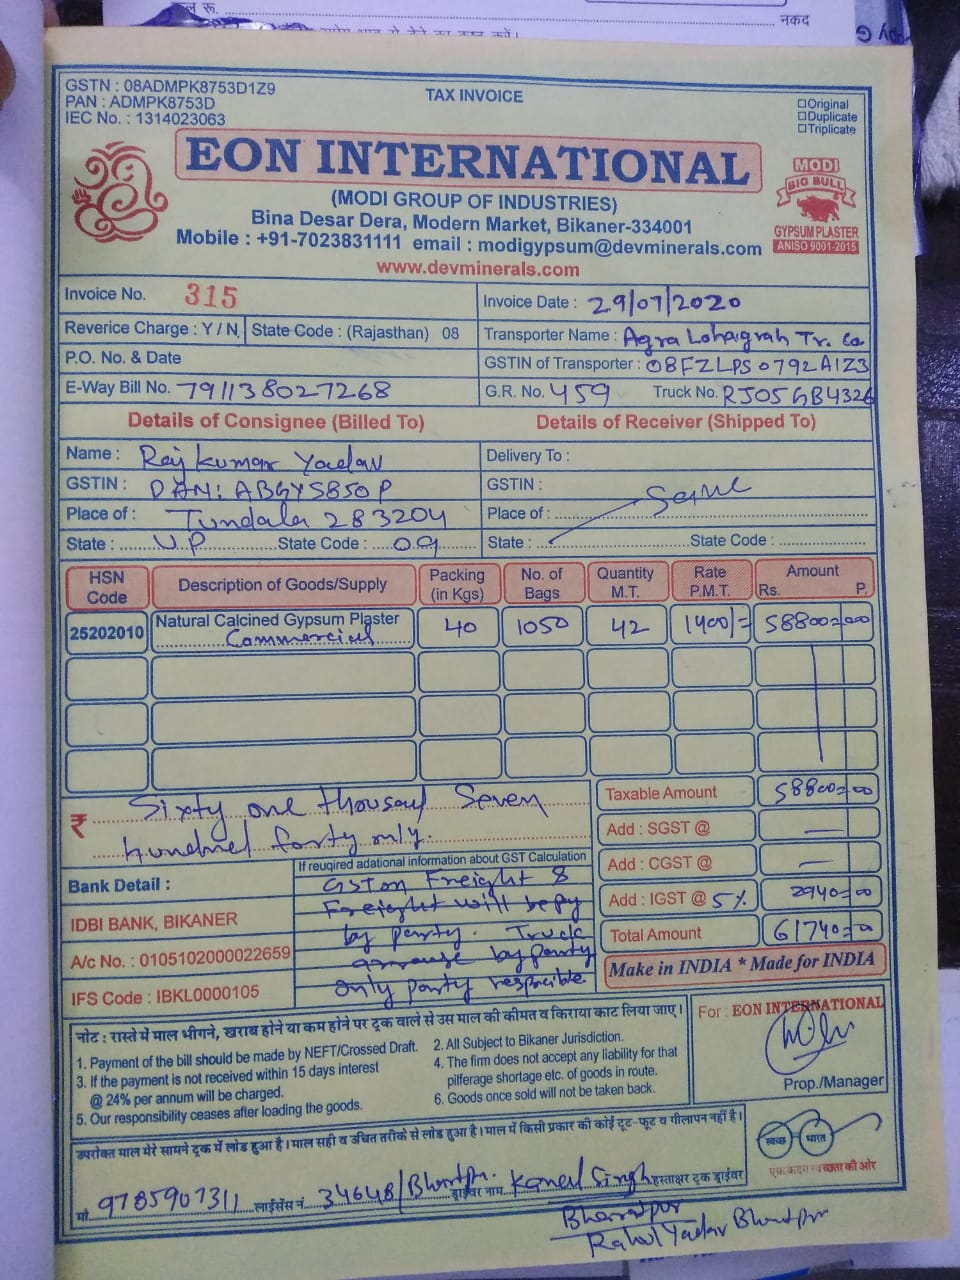 नकद
GSTN : 08ADMPK8753D1Z9
PAN : ADMPK8753D
IEC No. : 1314023063
TAX INVOICE
Original
Duplicate
Triplicate
EON INTERNATIONAL
(MODI GROUP OF INDUSTRIES)
Bina Desar Dera, Modern Market, Bikaner-334001
Mobile : +91-7023831111 email : modigypsum@devminerals.com
www.devminerals.com
MODI
BIG BULL
GYPSUM PLASTER
ANISO 9001-2015
Invoice No. 315
Invoice Date : 29/07/2020
Reverice Charge : Y / N, State Code : (Rajasthan) 08
Transporter Name : Agra Lohagrah Tr. Co.
P.O. No. & Date
GSTIN of Transporter : 08FZLPS0792A1Z3
E-Way Bill No. 791138027268
G.R. No. 459 Truck No. RJ05GB4326
Details of Consignee (Billed To)
Details of Receiver (Shipped To)
Name : Raj Kumar Yadav
Delivery To :
GSTIN : PAN: ABGYS850P
GSTIN :
Same
Place of : Tundala 283204
Place of :
State : UP State Code : 09
State : State Code :
HSN Code Description of Goods/Supply Packing (in Kgs) No. of Bags Quantity M.T. Rate P.M.T. Amount Rs. P.
25202010 Natural Calcined Gypsum Plaster 40 1050 42 1400/= 58800=00
Commercial
Sixty one thousand Seven
hundred forty only.
Taxable Amount 58800=00
Add : SGST @ —
Add : CGST @ —
Add : IGST @ 5% 2940=00
Total Amount 61740=00
Make in INDIA * Made for INDIA
If reuqired adational information about GST Calculation
GST on Freight &
Freight will be pay
by party. Truck
arrange by party
only party respocible.
Bank Detail :
IDBI BANK, BIKANER
A/c No. : 0105102000022659
IFS Code : IBKL0000105
नोट : रास्ते में माल भीगने, खराब होने या कम होने पर ट्रक वाले से उस माल की कीमत व किराया काट लिया जाए।
1. Payment of the bill should be made by NEFT/Crossed Draft.
2. All Subject to Bikaner Jurisdiction.
3. If the payment is not received within 15 days interest
@ 24% per annum will be charged.
4. The firm does not accept any liability for that
pilferage shortage etc. of goods in route.
5. Our responsibility ceases after loading the goods.
6. Goods once sold will not be taken back.
For : EON INTERNATIONAL
Prop./Manager
उपरोक्त माल मेरे सामने ट्रक में लोड हुआ है। माल सही व उचित तरीके से लोड हुआ है। माल में किसी प्रकार की कोई टूट-फूट व गीलापन नहीं है।
स्वच्छ भारत
एक कदम स्वच्छता की ओर
मो. 9785907311 लाईसेंस नं. 34648/Bhartpr. ड्राईवर नाम Kamal Singh हस्ताक्षर ट्रक ड्राईवर
Bharatpur
Rahul Yadav Bhartpr